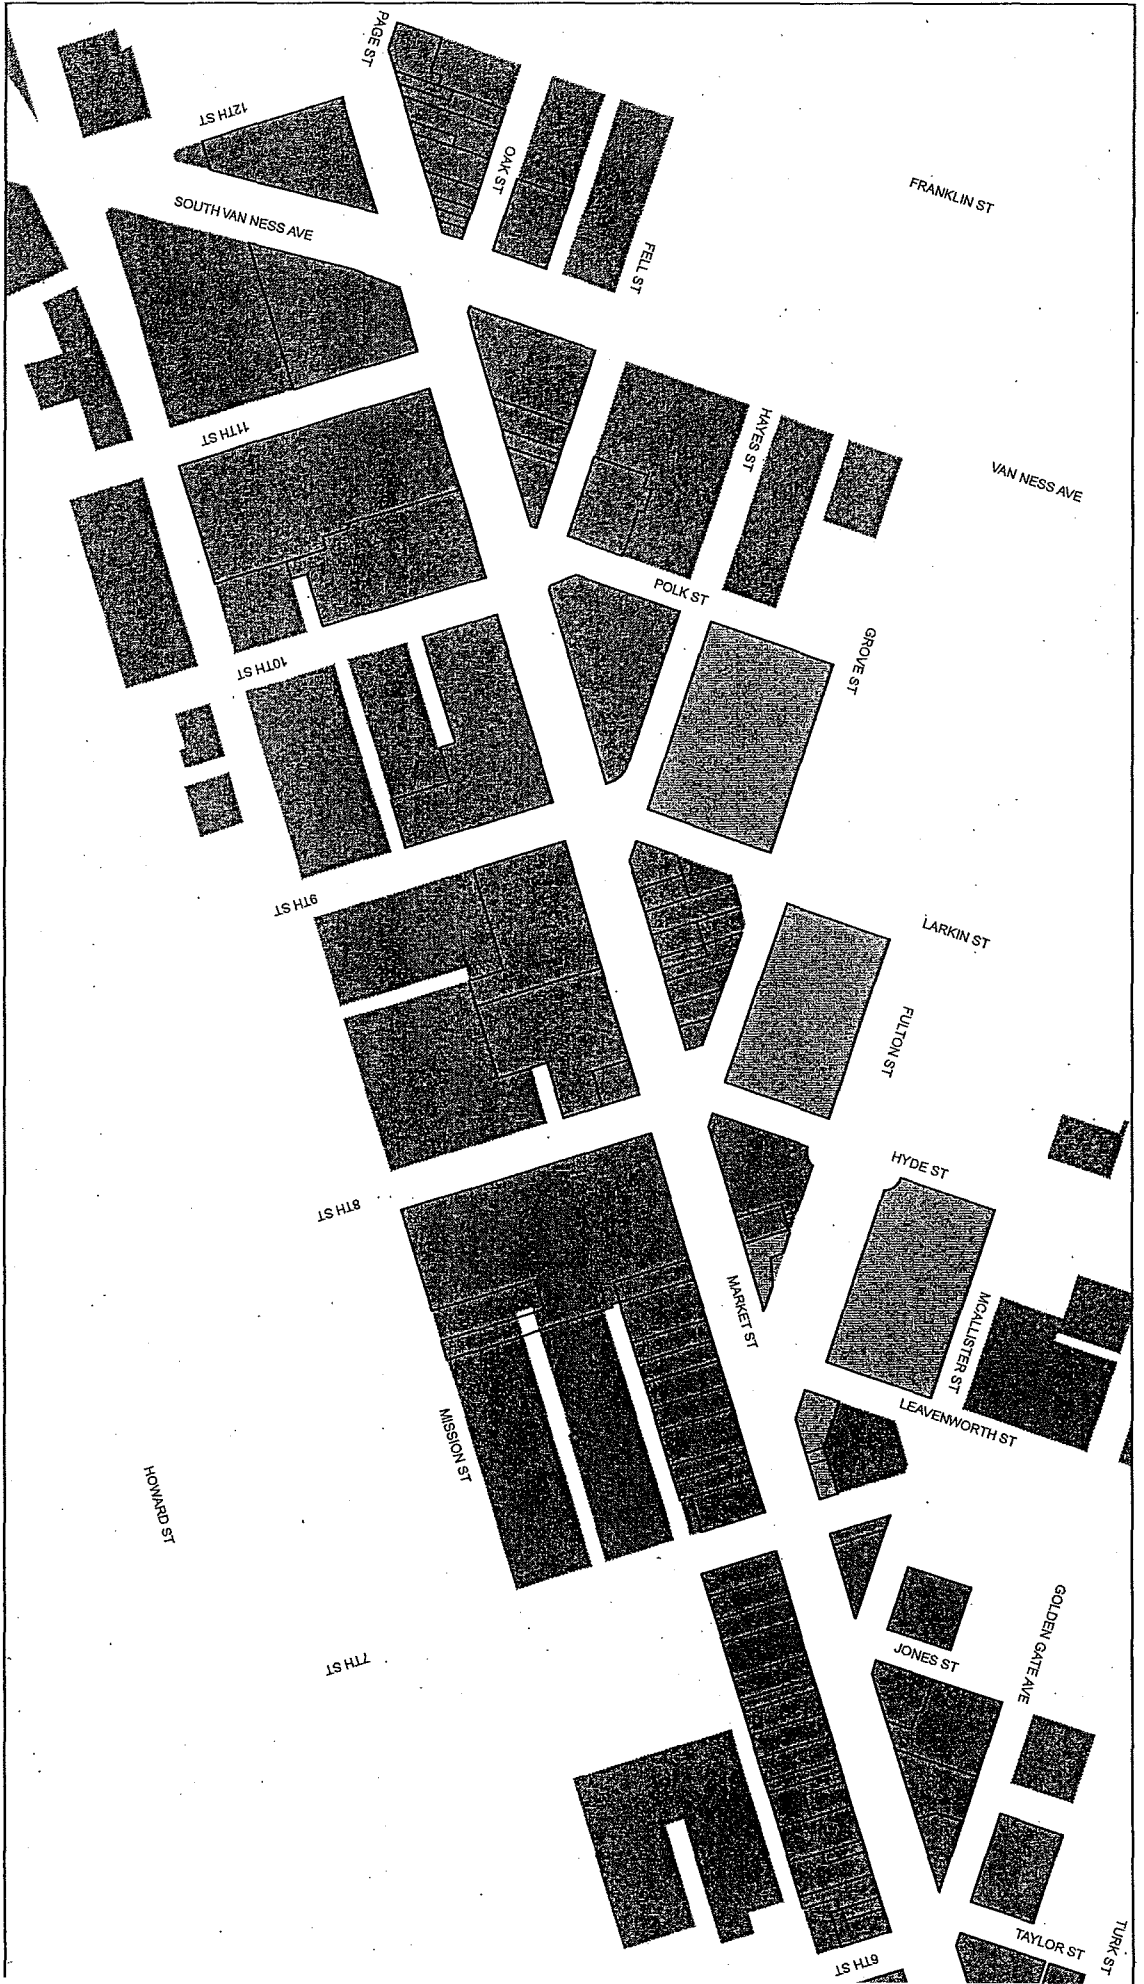 PAGE ST
12TH ST
OAK ST
FRANKLIN ST
SOUTH VAN NESS AVE
FELL ST
11TH ST
HAYES ST
VAN NESS AVE
POLK ST
10TH ST
GROVE ST
9TH ST
LARKIN ST
FULTON ST
HYDE ST
8TH ST
MARKET ST
MCALLISTER ST
LEAVENWORTH ST
MISSION ST
HOWARD ST
GOLDEN GATE AVE
7TH ST
JONES ST
TAYLOR ST
TURK ST
6TH ST